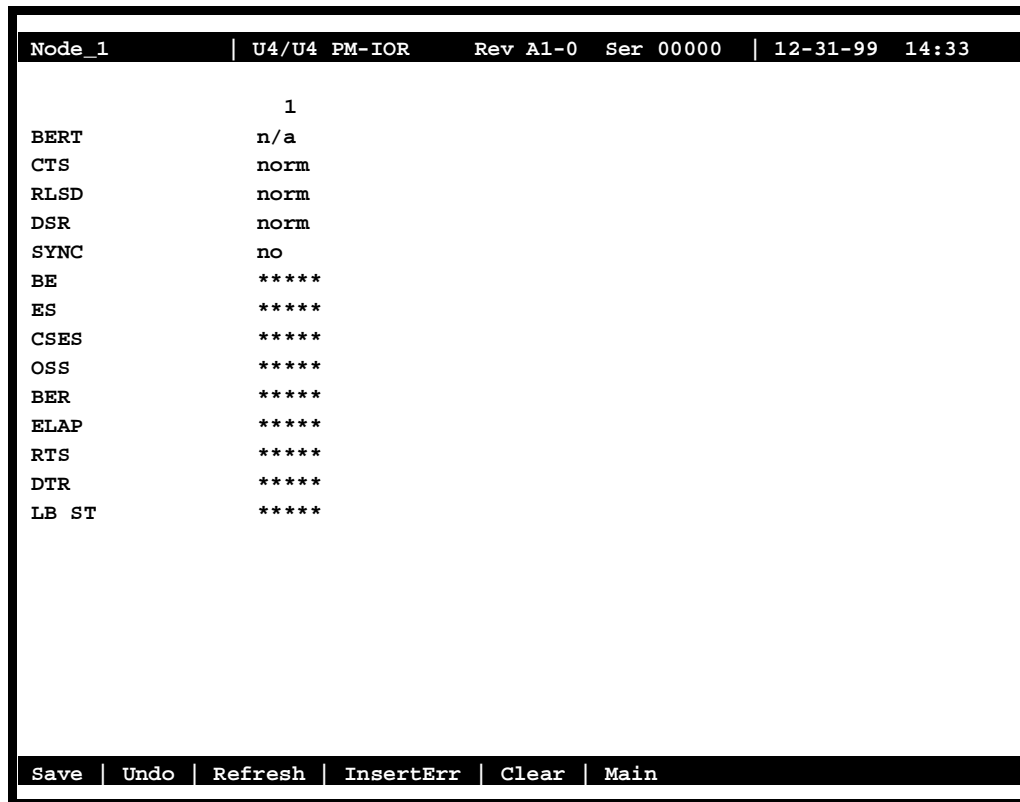 Node_1 | U4/U4 PM-IOR Rev A1-0 Ser 00000 | 12-31-99 14:33
1
BERT n/a
CTS norm
RLSD norm
DSR norm
SYNC no
BE *****
ES *****
CSES *****
OSS *****
BER *****
ELAP *****
RTS *****
DTR *****
LB ST *****
Save | Undo | Refresh | InsertErr | Clear | Main